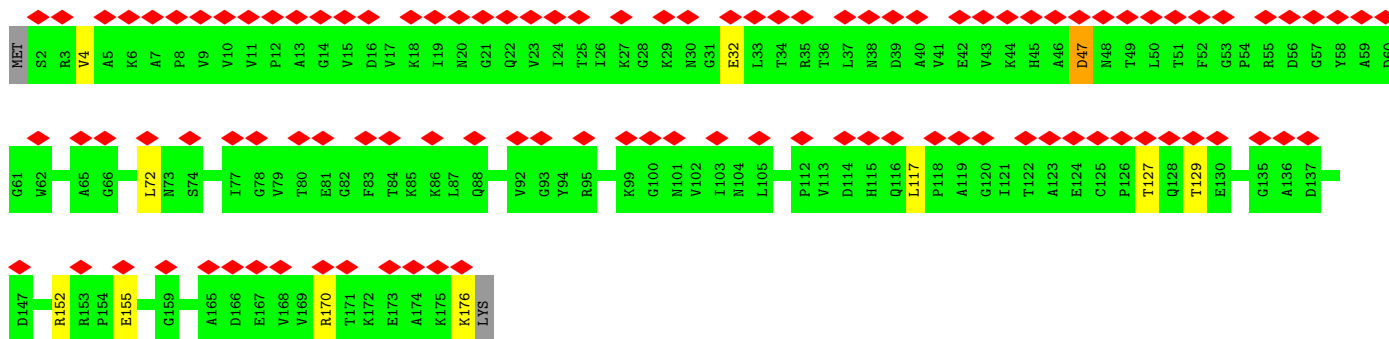 MET S2 R3 V4 A5 K6 A7 P8 V9 V10 V11 P12 A13 G14 V15 D16 V17 K18 I19 N20 G21 Q22 V23 I24 T25 I26 K27 G28 K29 N30 G31 E32 L33 T34 R35 T36 L37 N38 D39 A40 V41 E42 V43 K44 H45 A46 D47 N48 T49 L50 T51 F52 G53 P54 R55 D56 G57 Y58 A59 D60
G61 W62 A65 G66 L72 N73 S74 I77 G78 V79 T80 E81 G82 F83 T84 K85 K86 L87 Q88 V92 G93 Y94 R95 K99 G100 N101 V102 I103 N104 L105 P112 V113 D114 H115 Q116 L117 P118 A119 G120 I121 T122 A123 E124 C125 P126 T127 Q128 T129 E130 G135 A136 D137
D147 R152 R153 P154 E155 G159 A165 D166 E167 V168 V169 R170 T171 K172 E173 A174 K175 K176 LYS